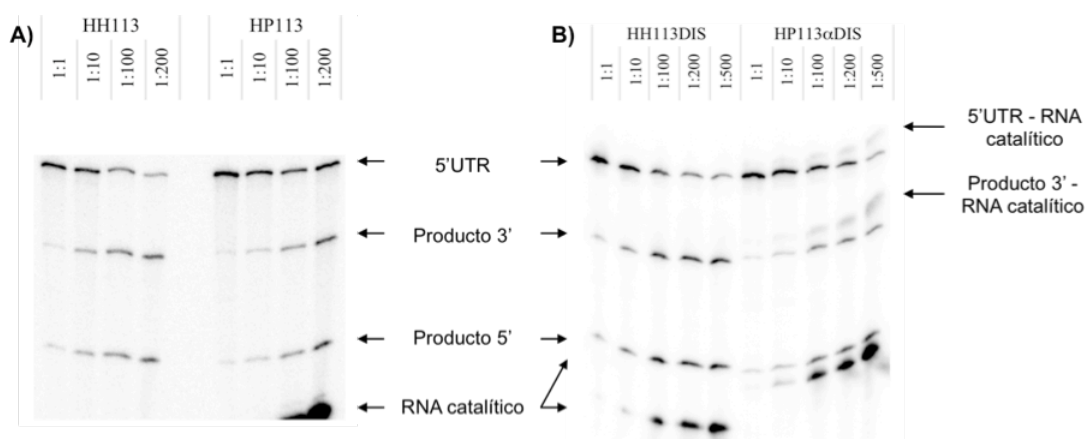 A)
HH113
HP113
1:1
1:10
1:100
1:200
1:1
1:10
1:100
1:200
B)
HH113DIS
HP113αDIS
1:1
1:10
1:100
1:200
1:500
1:1
1:10
1:100
1:200
1:500
5'UTR - RNA
catalítico
5'UTR
Producto 3' -
RNA catalítico
Producto 3'
Producto 5'
RNA catalítico